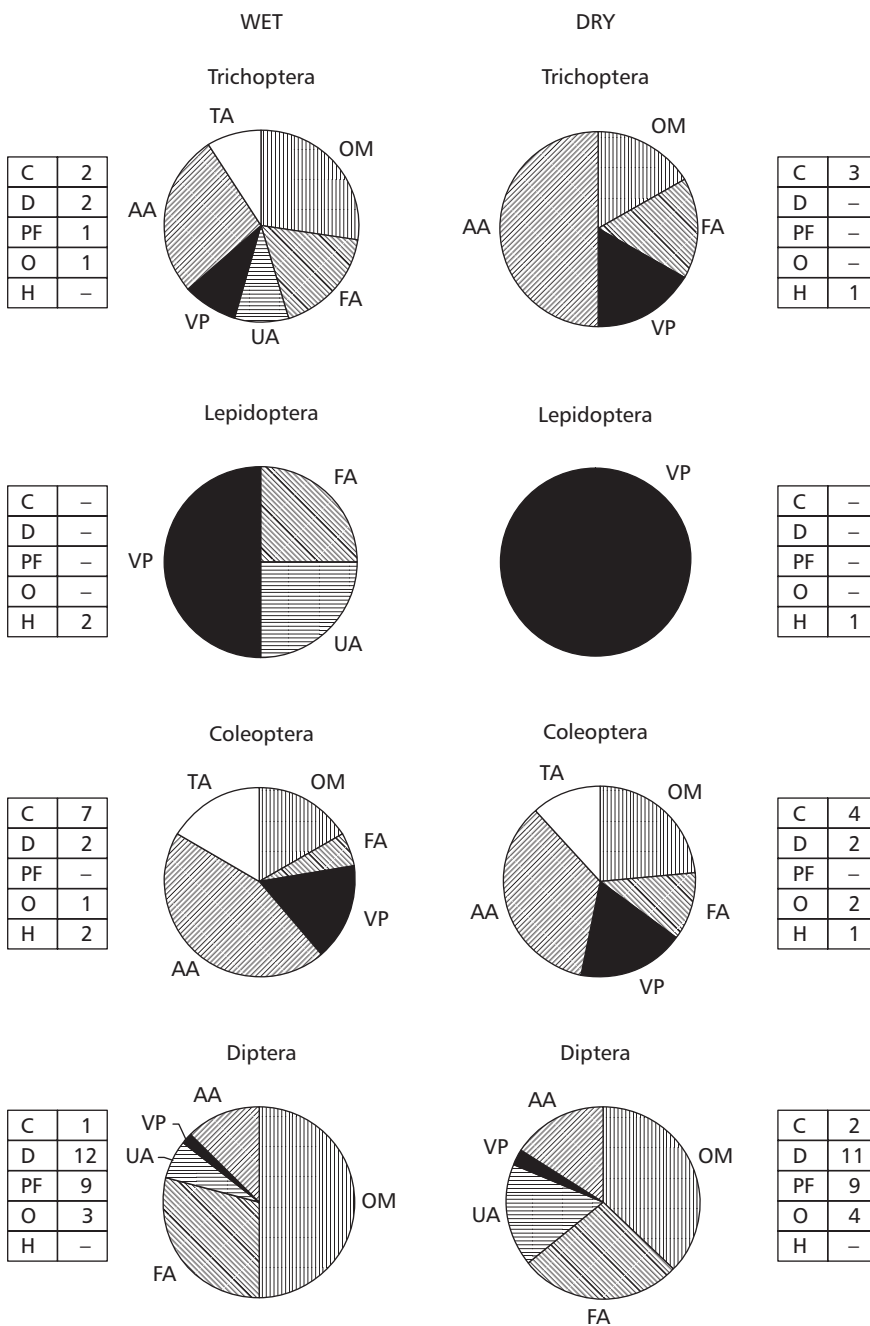 WET
DRY
Trichoptera
Trichoptera
TA
OM
AA
FA
VP
UA
C 2
D 2
PF 1
O 1
H –
OM
AA
FA
VP
C 3
D –
PF –
O –
H 1
Lepidoptera
Lepidoptera
C –
D –
PF –
O –
H 2
FA
VP
UA
VP
C –
D –
PF –
O –
H 1
Coleoptera
Coleoptera
C 7
D 2
PF –
O 1
H 2
TA
OM
FA
VP
AA
TA
OM
AA
FA
VP
C 4
D 2
PF –
O 2
H 1
Diptera
Diptera
C 1
D 12
PF 9
O 3
H –
AA
VP
UA
OM
FA
AA
VP
OM
UA
FA
C 2
D 11
PF 9
O 4
H –